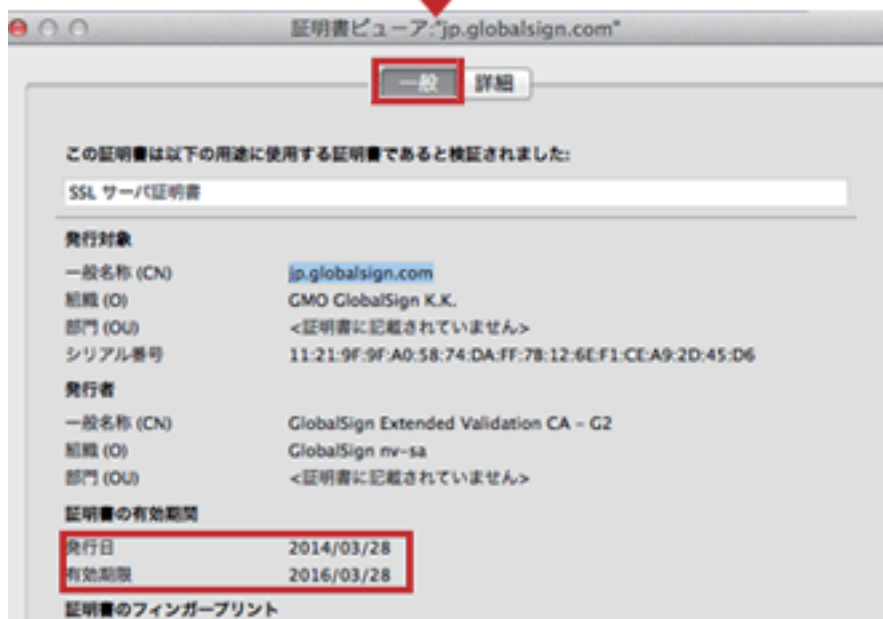 証明書ビューア:"jp.globalsign.com"
一般 詳細
この証明書は以下の用途に使用する証明書であると検証されました:
SSL サーバ証明書
発行対象
一般名称 (CN) jp.globalsign.com
組織 (O) GMO GlobalSign K.K.
部門 (OU) <証明書に記載されていません>
シリアル番号 11:21:9F:9F:A0:58:74:DA:FF:78:12:6E:F1:CE:A9:2D:45:D6
発行者
一般名称 (CN) GlobalSign Extended Validation CA - G2
組織 (O) GlobalSign nv-sa
部門 (OU) <証明書に記載されていません>
証明書の有効期間
発行日 2014/03/28
有効期限 2016/03/28
証明書のフィンガープリント